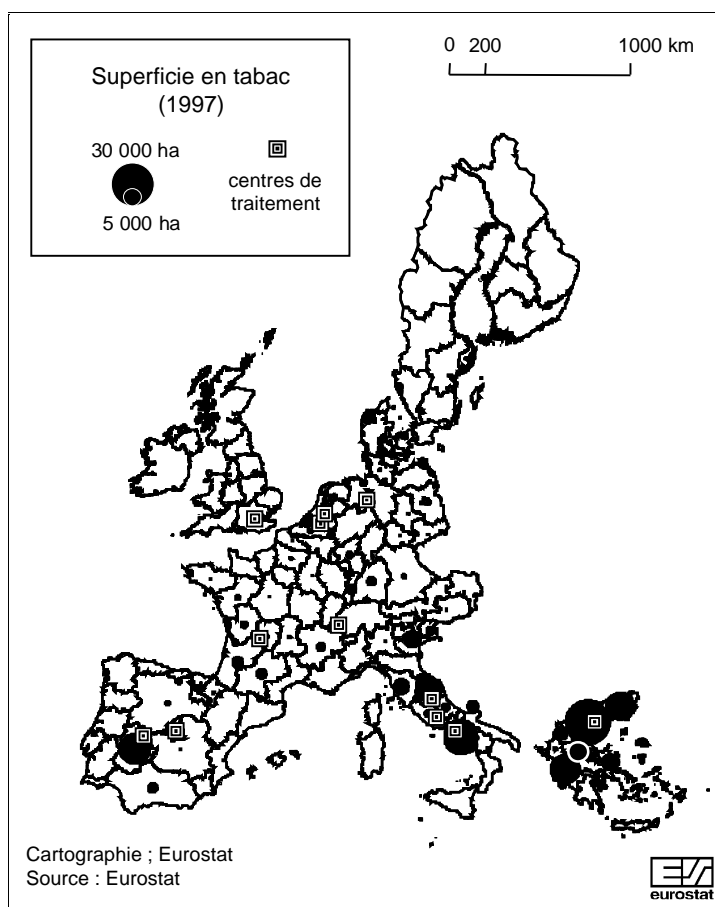 0 200 1000 km
Superficie en tabac
(1997)
30 000 ha
5 000 ha
centres de
traitement
Cartographie ; Eurostat
Source : Eurostat
eurostat